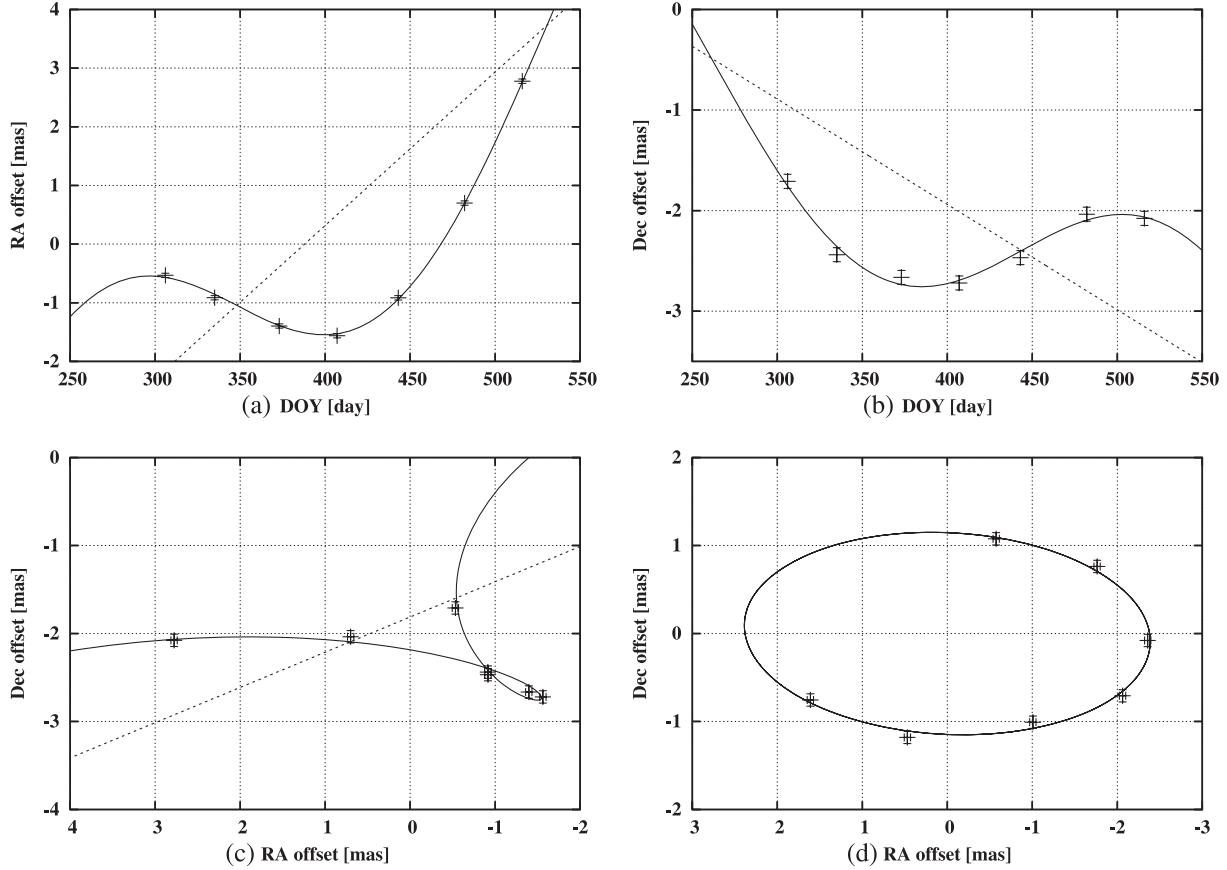 4
3
2
1
0
-1
-2
RA offset [mas]
250 300 350 400 450 500 550
(a) DOY [day]
0
-1
-2
-3
Dec offset [mas]
250 300 350 400 450 500 550
(b) DOY [day]
0
-1
-2
-3
-4
Dec offset [mas]
4 3 2 1 0 -1 -2
(c) RA offset [mas]
2
1
0
-1
-2
Dec offset [mas]
3 2 1 0 -1 -2 -3
(d) RA offset [mas]